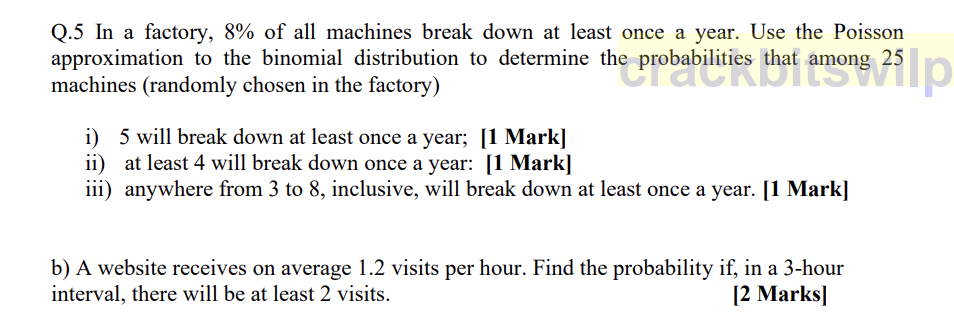 Q.5 In a factory, 8% of all machines break down at least once a year. Use the Poisson
approximation to the binomial distribution to determine the probabilities that among 25
machines (randomly chosen in the factory)
crackbitswilp
i) 5 will break down at least once a year; [1 Mark]
ii) at least 4 will break down once a year: [1 Mark]
iii) anywhere from 3 to 8, inclusive, will break down at least once a year. [1 Mark]
b) A website receives on average 1.2 visits per hour. Find the probability if, in a 3-hour
interval, there will be at least 2 visits. [2 Marks]